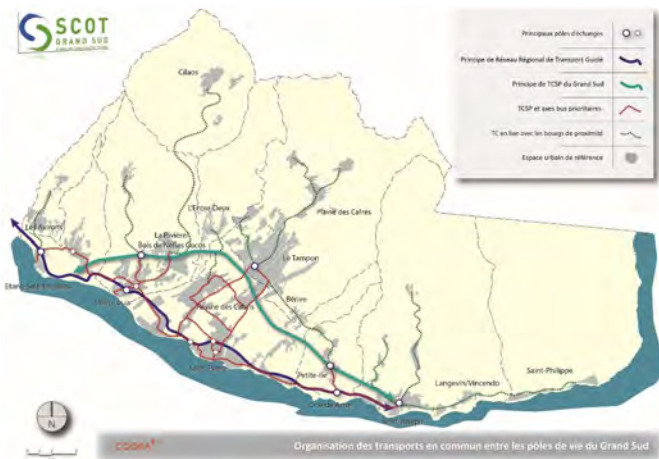 SCOT
GRAND SUD
Principaux pôles d'échanges
Principe de Réseau Régional de Transport Guidé
Principe de TCSP du Grand Sud
TCSP et axes bus prioritaires
TC en lien avec les bourgs de proximité
Espace urbain de référence
Cilaos
L'Entre Deux
Plaine des Cafres
Les Avirons
La Rivière
Bois de Nèfles Cocos
Le Tampon
Etang Salé
Saint Louis
Ravine des Cabris
Bérive
Saint Pierre
Petite-Ile
Grande Anse
Langevin/Vincendo
Saint-Philippe
Saint Joseph
N
Organisation des transports en commun entre les pôles de vie du Grand Sud